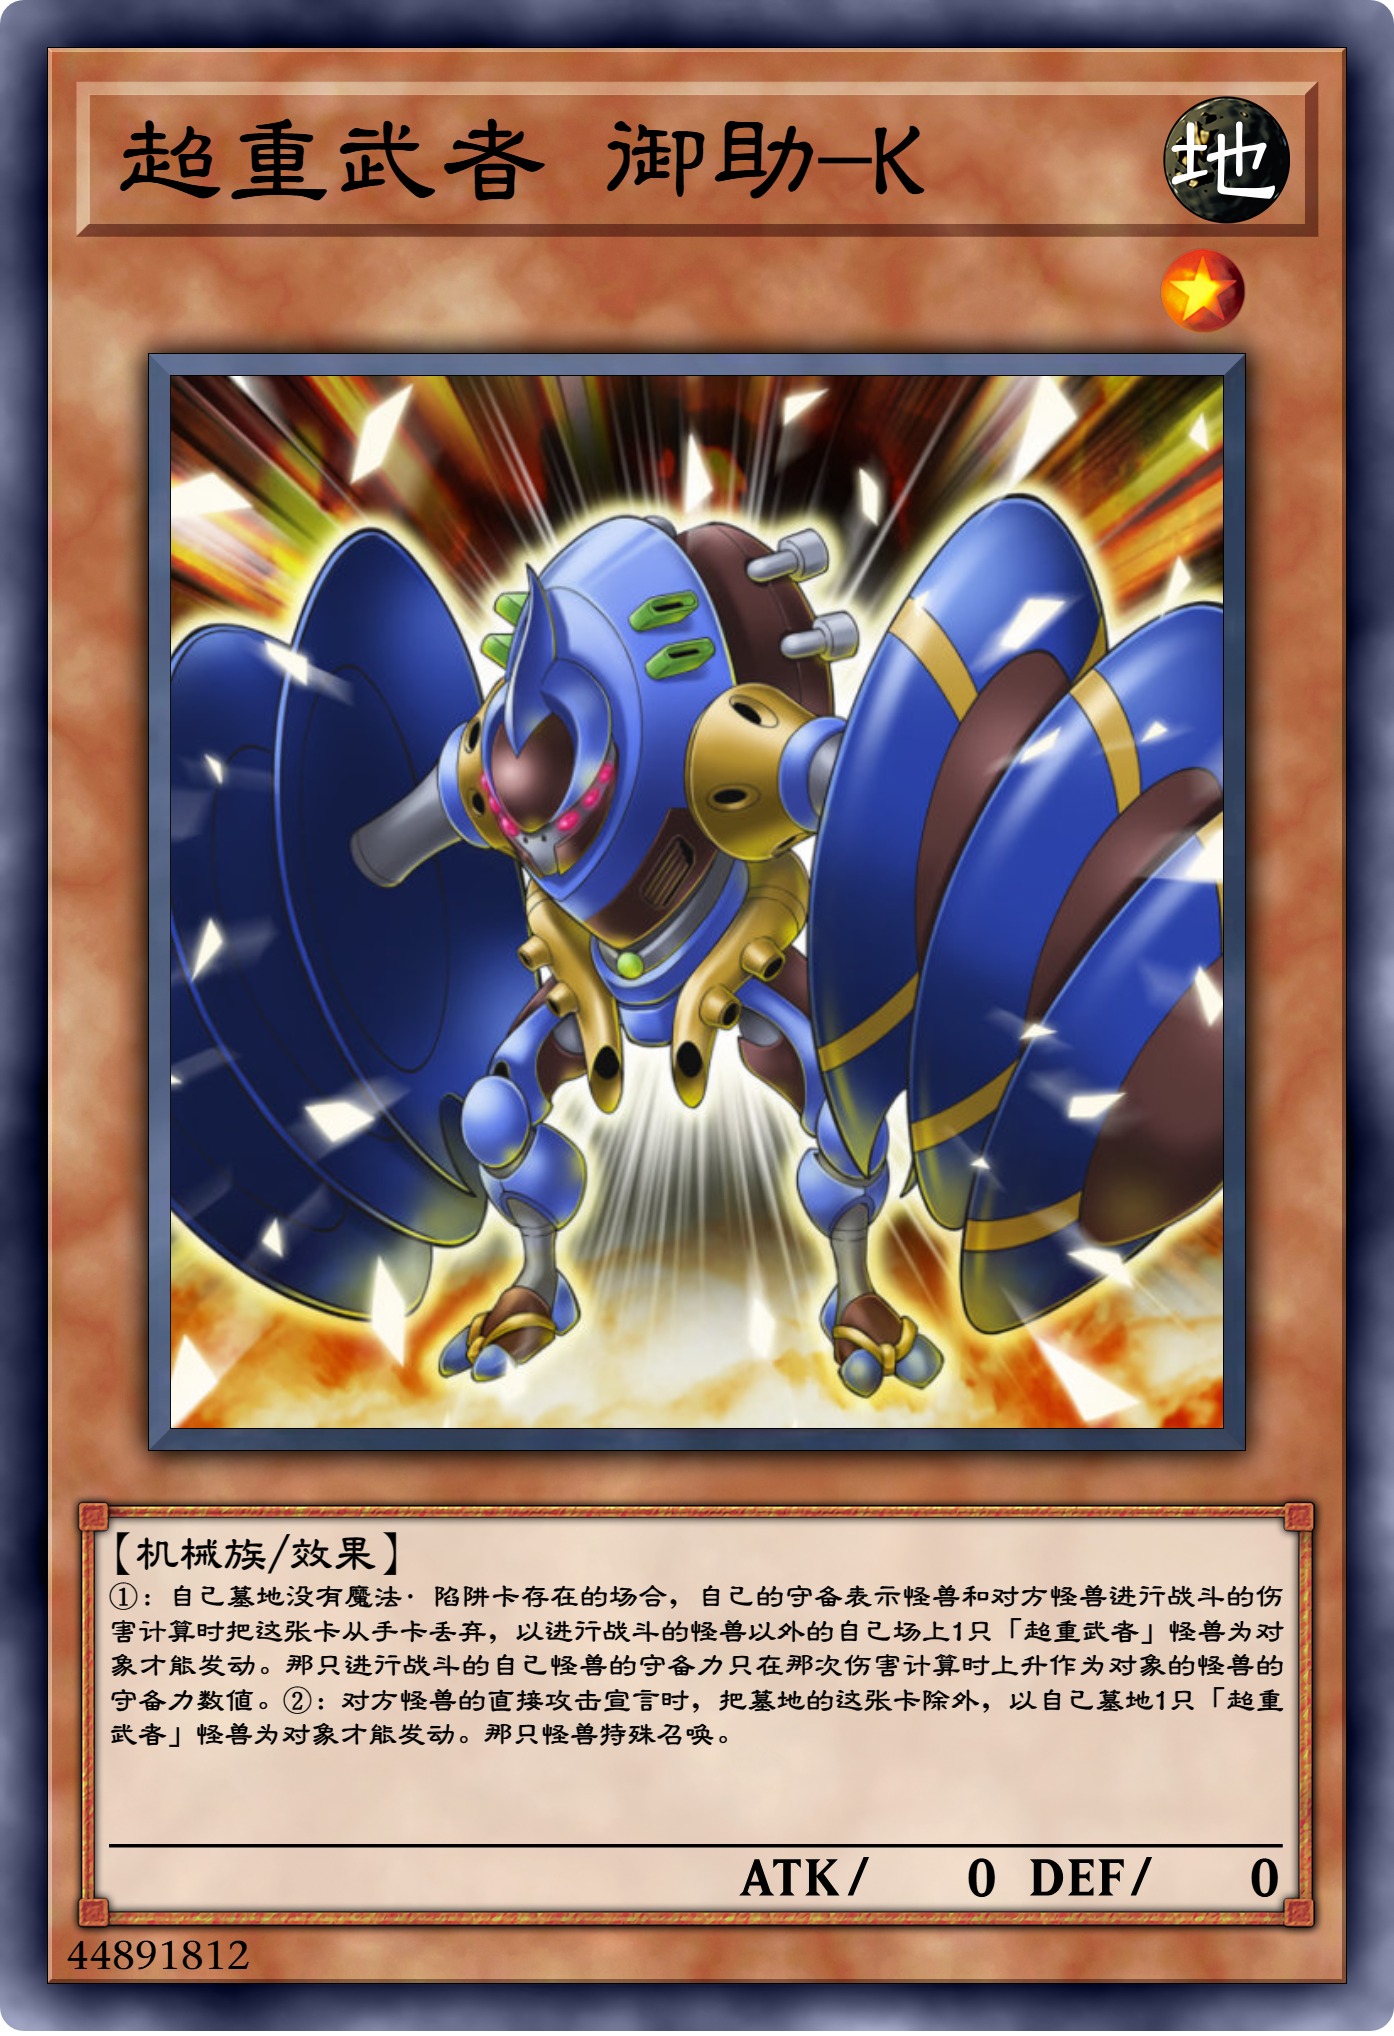 超重武者 御助-K
地
【机械族/效果】
①：自己墓地没有魔法·陷阱卡存在的场合，自己的守备表示怪兽和对方怪兽进行战斗的伤
害计算时把这张卡从手卡丢弃，以进行战斗的怪兽以外的自己场上1只「超重武者」怪兽为对
象才能发动。那只进行战斗的自己怪兽的守备力只在那次伤害计算时上升作为对象的怪兽的
守备力数值。②：对方怪兽的直接攻击宣言时，把墓地的这张卡除外，以自己墓地1只「超重
武者」怪兽为对象才能发动。那只怪兽特殊召唤。
ATK/ 0 DEF/ 0
44891812